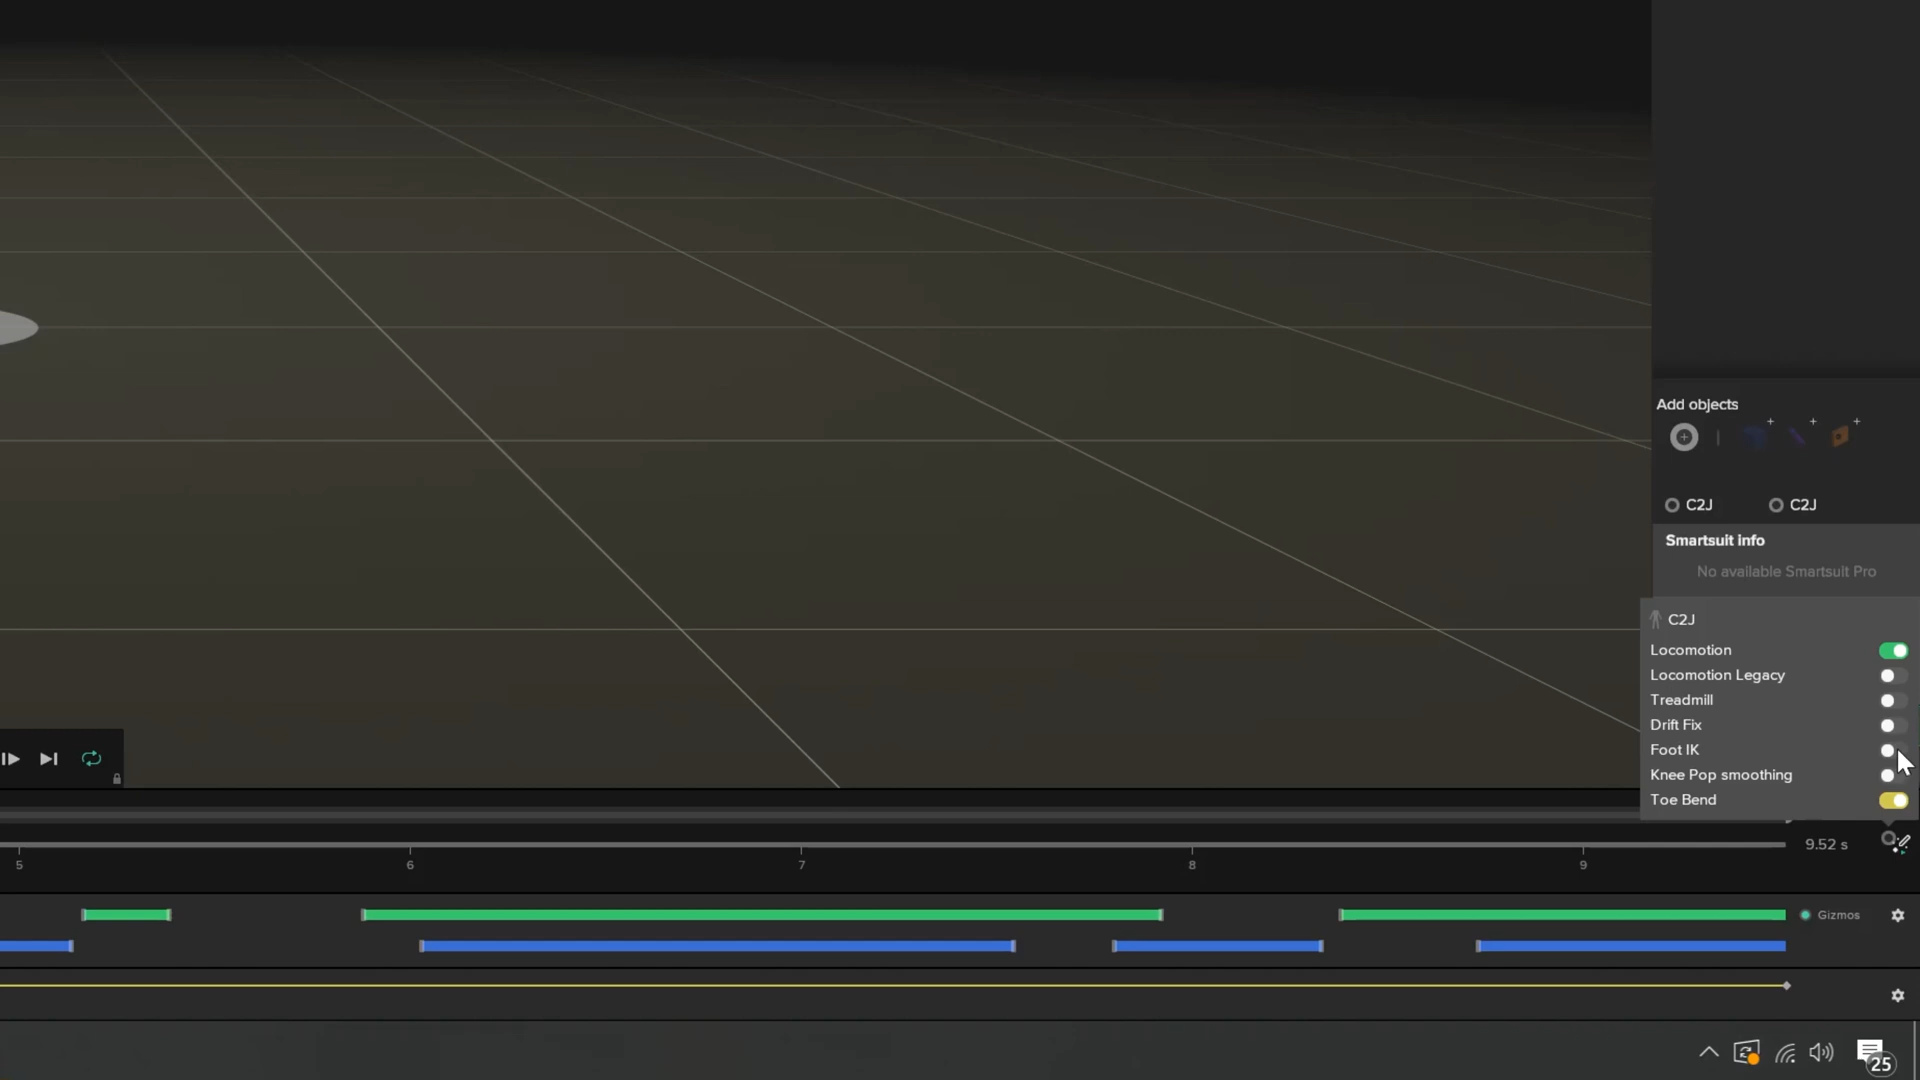 Add objects
C2J C2J
Smartsuit info
No available Smartsuit Pro
C2J
Locomotion
Locomotion Legacy
Treadmill
Drift Fix
Foot IK
Knee Pop smoothing
Toe Bend
9.52 s
5 6 7 8 9
Gizmos
25